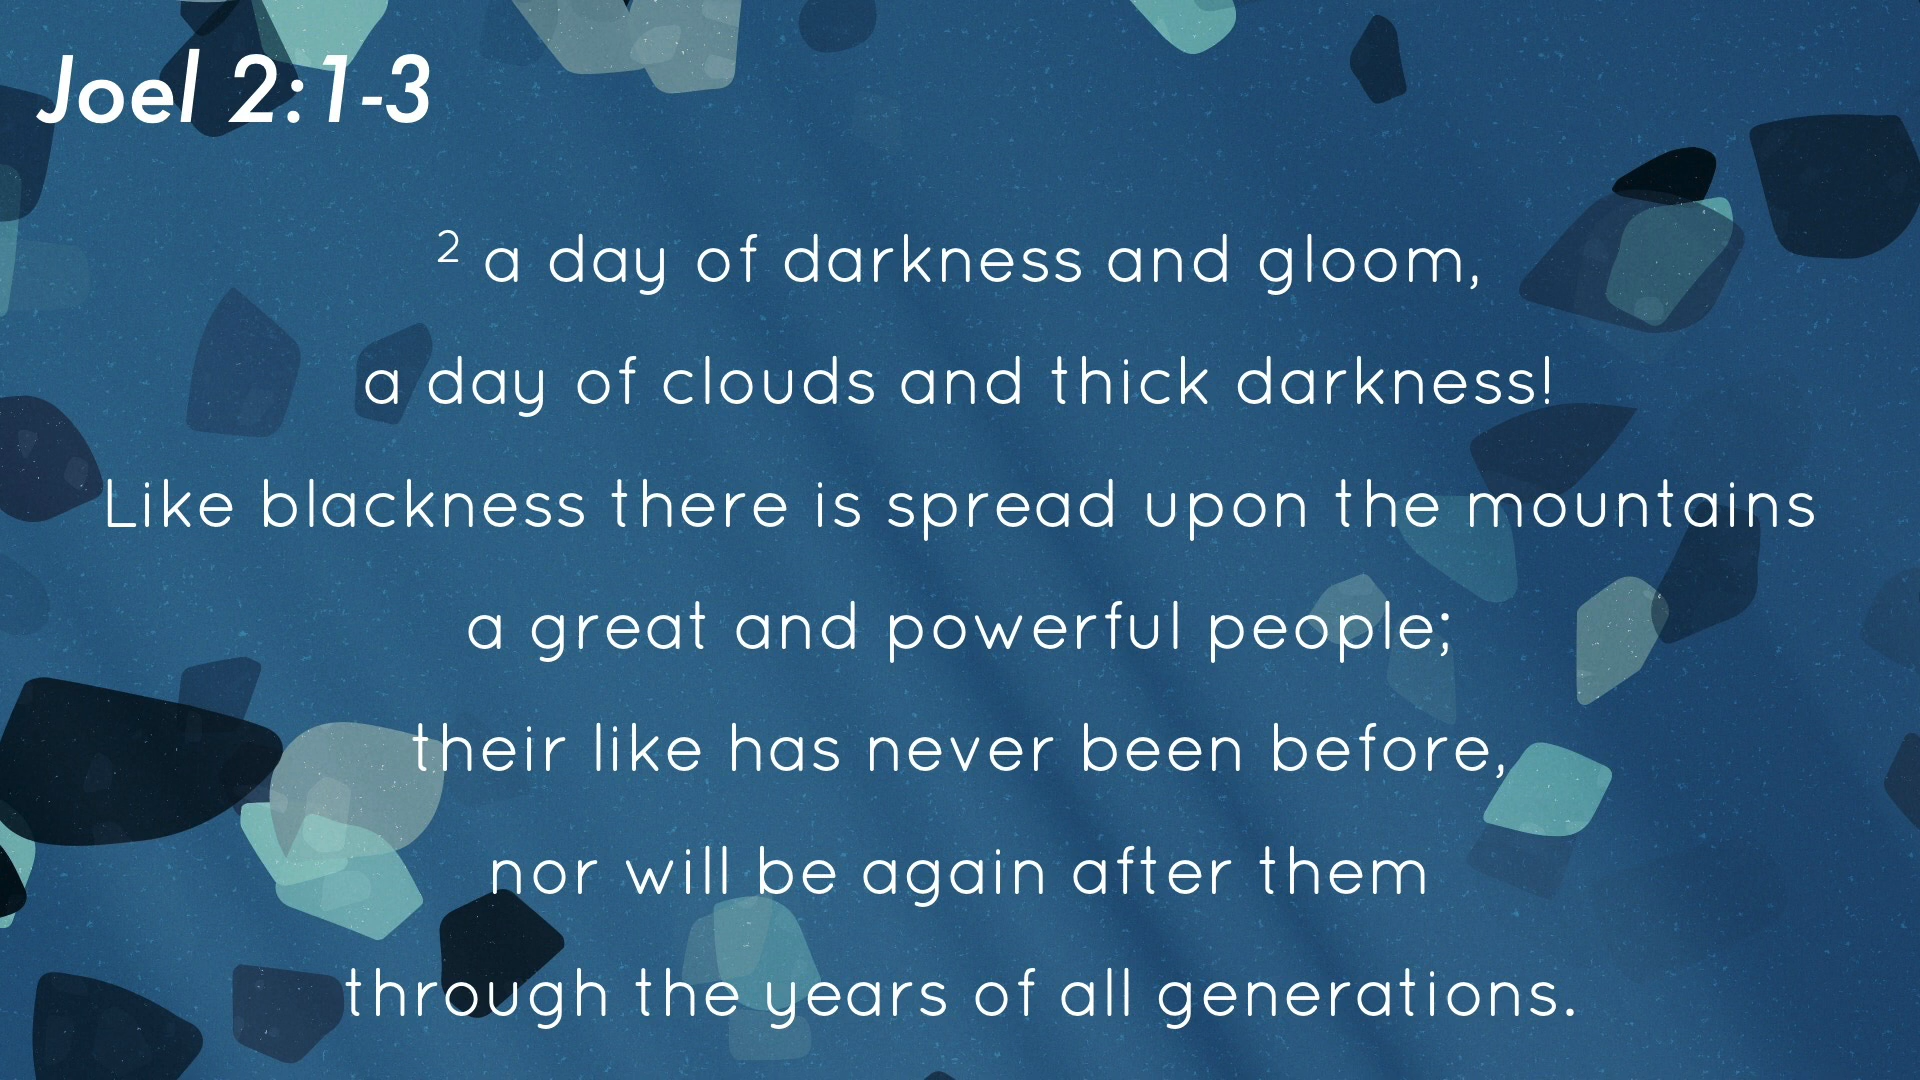 Joel 2:1-3
² a day of darkness and gloom,
a day of clouds and thick darkness!
Like blackness there is spread upon the mountains
a great and powerful people;
their like has never been before,
nor will be again after them
through the years of all generations.